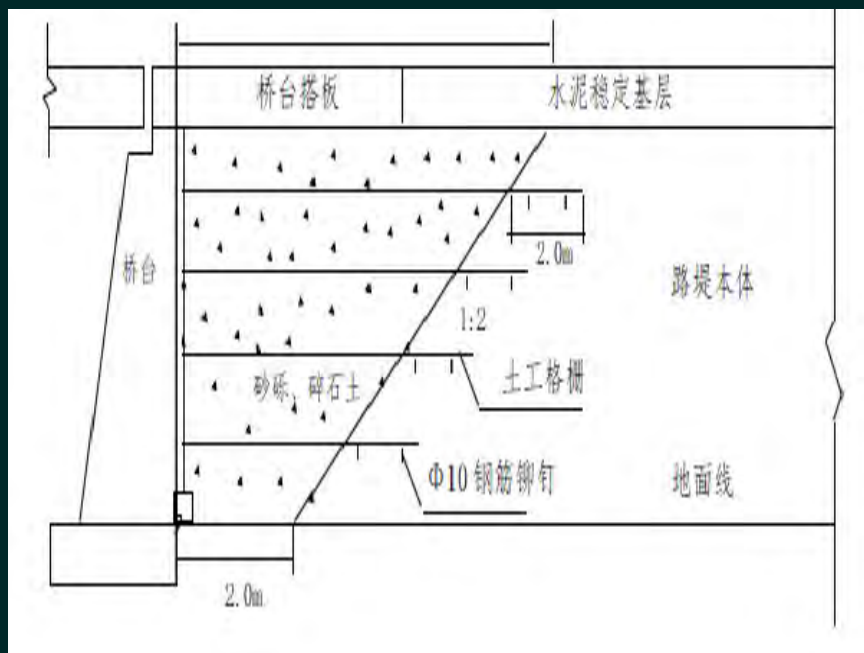 桥台搭板
水泥稳定基层
2.0m
桥台
路堤本体
1:2
土工格栅
砂砾、碎石土
Φ10钢筋铆钉
地面线
2.0m